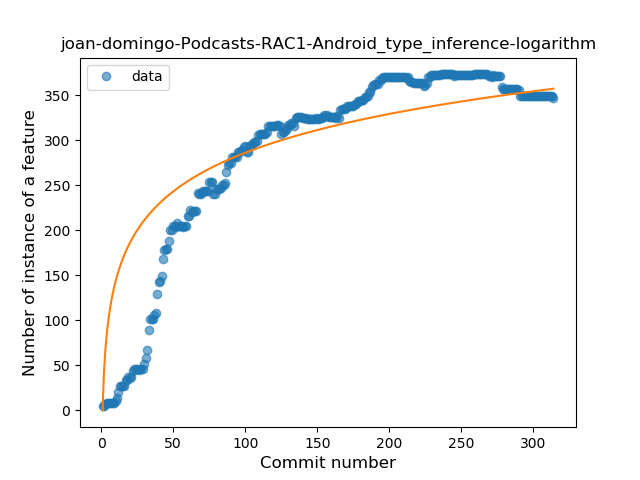 joan-domingo-Podcasts-RAC1-Android_type_inference-logarithm
data
Number of instance of a feature
350
300
250
200
150
100
50
0
0 50 100 150 200 250 300
Commit number